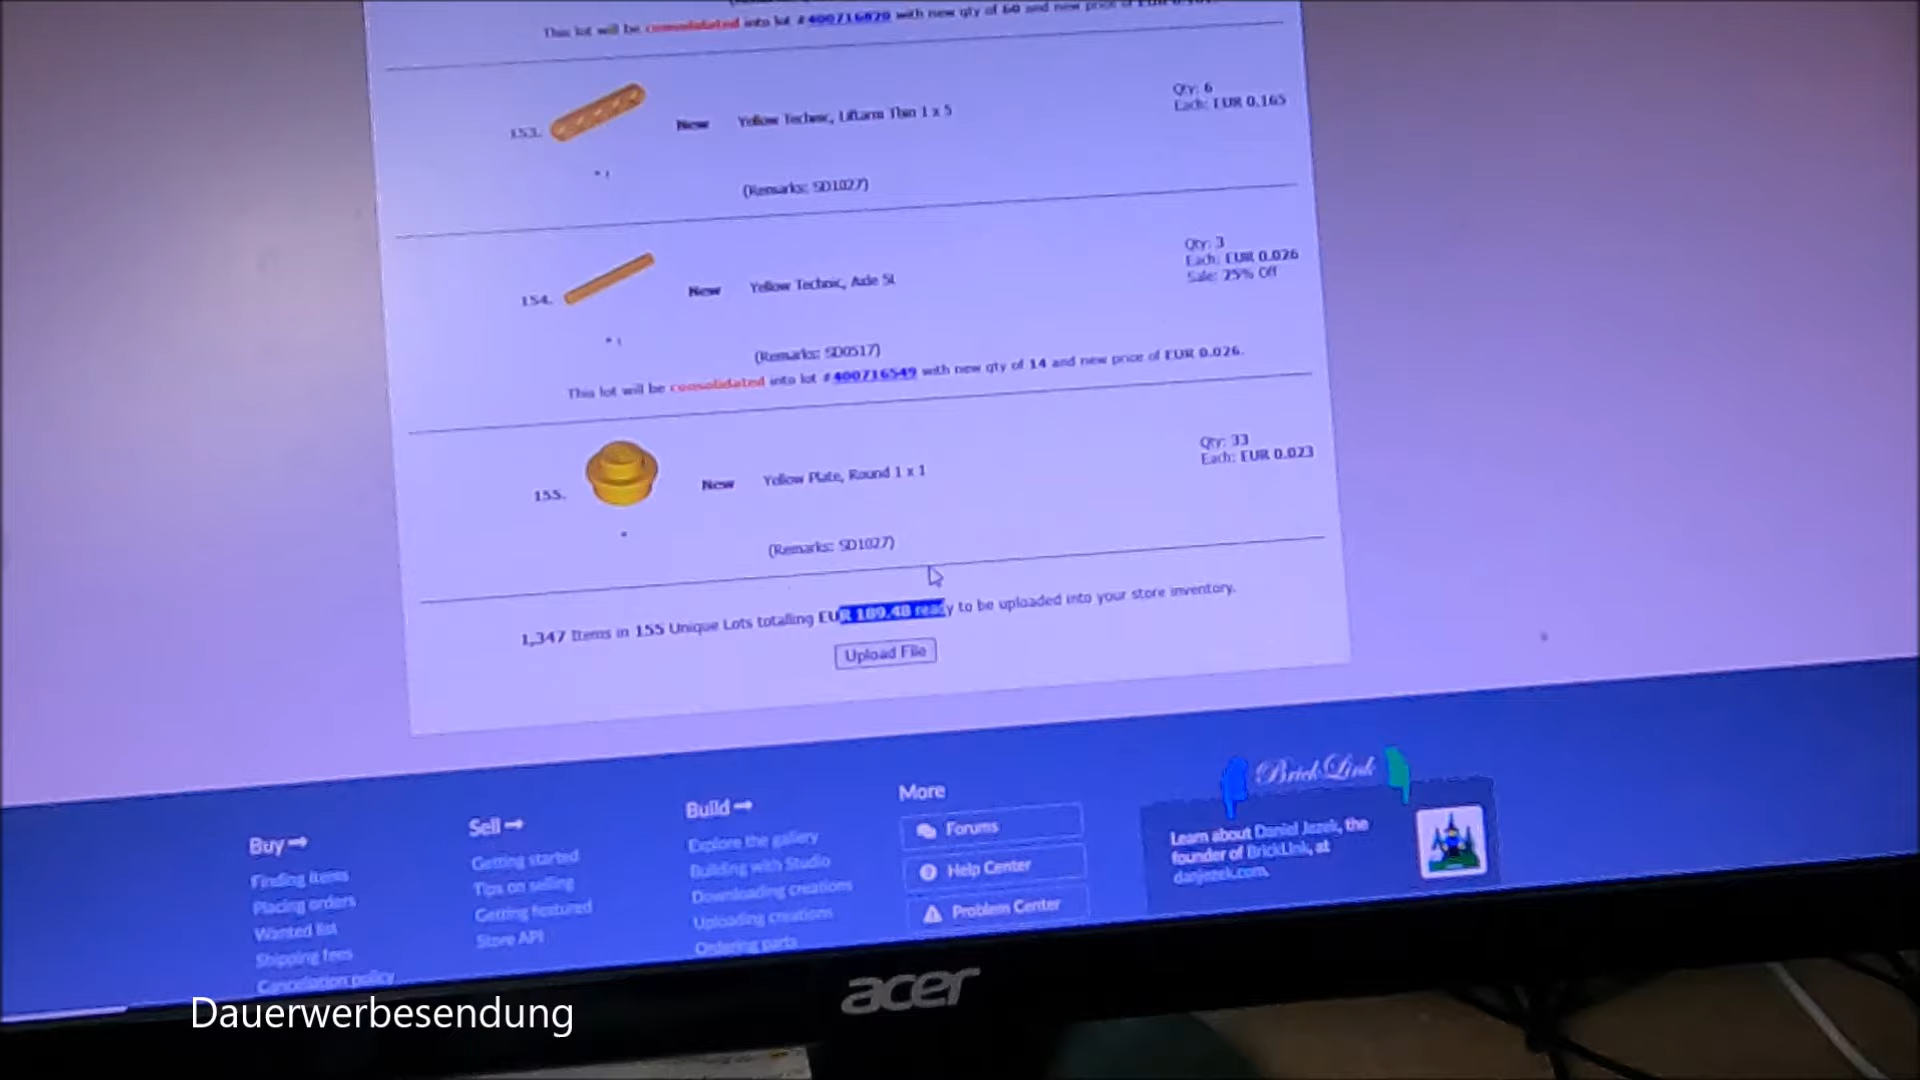 This lot will be consolidated into lot #400716820 with new qty of 60 and new price of EUR
153.
New
Yellow Technic, Liftarm Thin 1 x 5
Qty: 6
Each: EUR 0.165
(Remarks: SD1027)
154.
New
Yellow Technic, Axle 5L
Qty: 3
Each: EUR 0.026
Sale: 25% Off
(Remarks: SD0517)
This lot will be consolidated into lot #400716549 with new qty of 14 and new price of EUR 0.026.
155.
New
Yellow Plate, Round 1 x 1
Qty: 33
Each: EUR 0.023
(Remarks: SD1027)
1,347 Items in 155 Unique Lots totalling EUR 189.48 ready to be uploaded into your store inventory.
Upload File
Buy
Finding items
Placing orders
Wanted list
Shipping fees
Cancelation policy
Sell
Getting started
Tips on selling
Getting featured
Store API
Build
Explore the gallery
Building with Studio
Downloading creations
Uploading creations
Ordering parts
More
Forums
Help Center
Problem Center
BrickLink
Learn about Daniel Jezek, the
founder of BrickLink, at
danjezek.com.
acer
Dauerwerbesendung